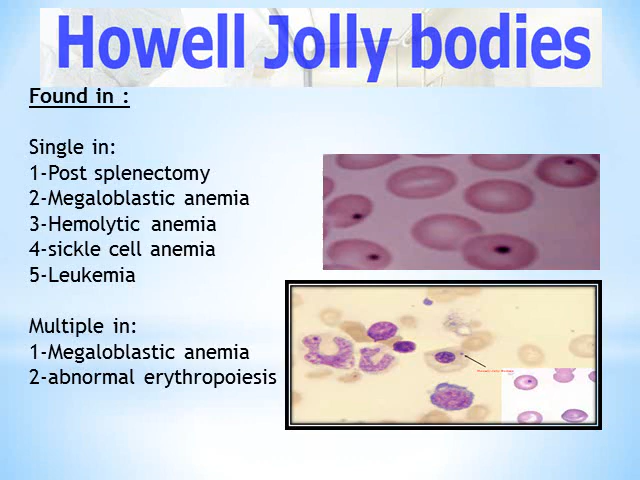 Howell Jolly bodies
Found in :
Single in:
1-Post splenectomy
2-Megaloblastic anemia
3-Hemolytic anemia
4-sickle cell anemia
5-Leukemia
Multiple in:
1-Megaloblastic anemia
2-abnormal erythropoiesis